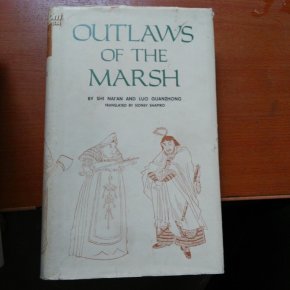 OUTLAWS
OF THE
MARSH
BY SHI NAI'AN AND LUO GUANZHONG
TRANSLATED BY SIDNEY SHAPIRO